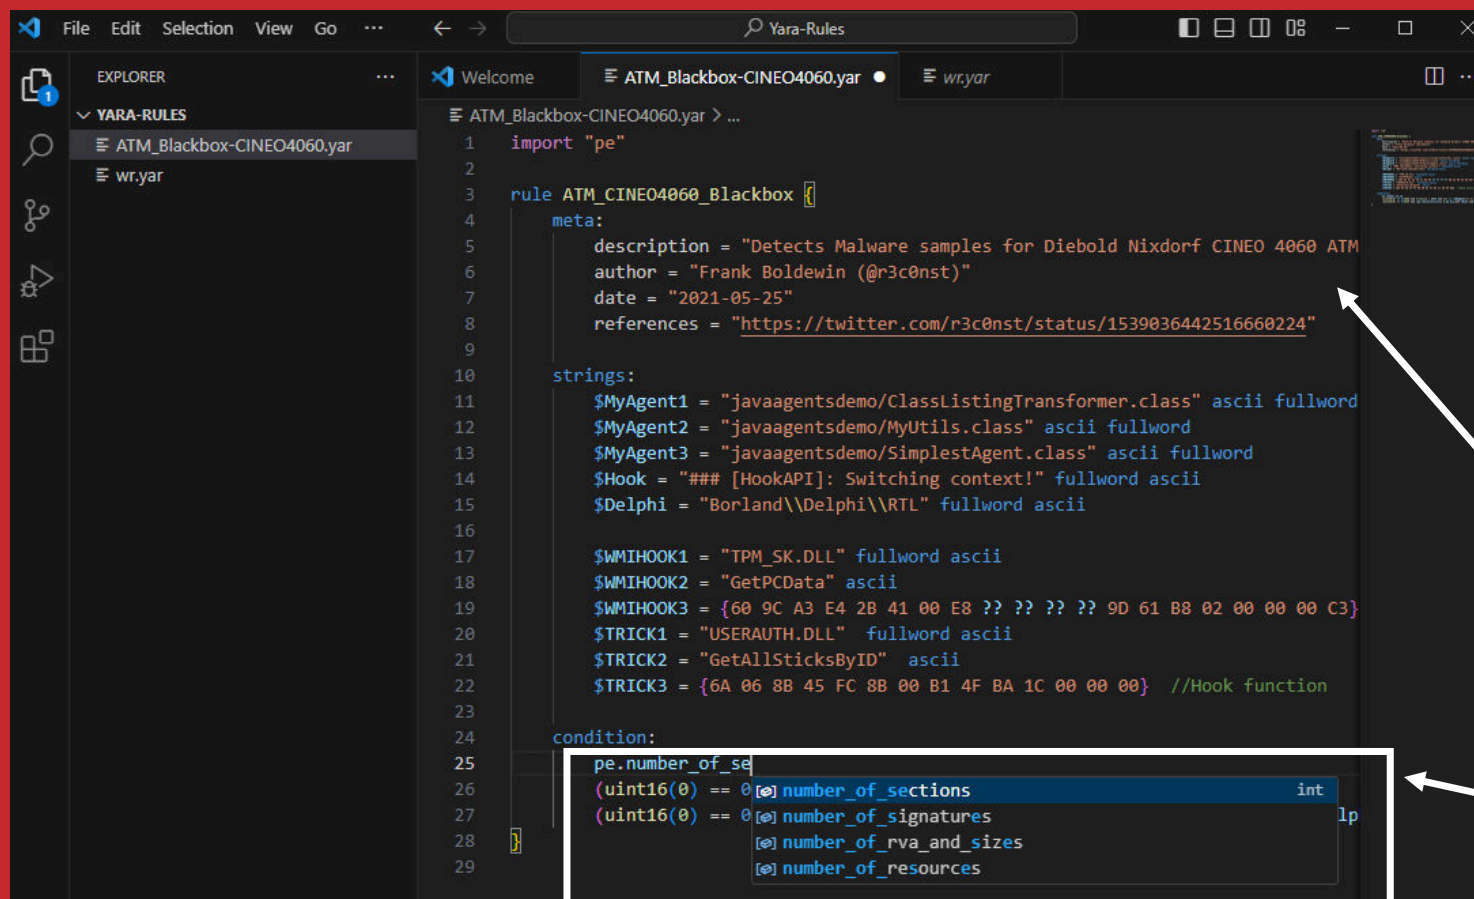 File Edit Selection View Go ··· ← → Yara-Rules
EXPLORER ···
Welcome ATM_Blackbox-CINEO4060.yar ● wr.yar
YARA-RULES
ATM_Blackbox-CINEO4060.yar
wr.yar
1
ATM_Blackbox-CINEO4060.yar > ...
1 import "pe"
2
3 rule ATM_CINEO4060_Blackbox {
4 meta:
5 description = "Detects Malware samples for Diebold Nixdorf CINEO 4060 ATM
6 author = "Frank Boldewin (@r3c0nst)"
7 date = "2021-05-25"
8 references = "https://twitter.com/r3c0nst/status/1539036442516660224"
9
10 strings:
11 $MyAgent1 = "javaagentsdemo/ClassListingTransformer.class" ascii fullword
12 $MyAgent2 = "javaagentsdemo/MyUtils.class" ascii fullword
13 $MyAgent3 = "javaagentsdemo/SimplestAgent.class" ascii fullword
14 $Hook = "### [HookAPI]: Switching context!" fullword ascii
15 $Delphi = "Borland\\Delphi\\RTL" fullword ascii
16
17 $WMIHOOK1 = "TPM_SK.DLL" fullword ascii
18 $WMIHOOK2 = "GetPCData" ascii
19 $WMIHOOK3 = {60 9C A3 E4 2B 41 00 E8 ?? ?? ?? ?? 9D 61 B8 02 00 00 00 C3}
20 $TRICK1 = "USERAUTH.DLL"  fullword ascii
21 $TRICK2 = "GetAllSticksByID"  ascii
22 $TRICK3 = {6A 06 8B 45 FC 8B 00 B1 4F BA 1C 00 00 00}  //Hook function
23
24 condition:
25 pe.number_of_se
26 (uint16(0) == 0
27 (uint16(0) == 0 lp
28 }
29
number_of_sections int
number_of_signatures
number_of_rva_and_sizes
number_of_resources